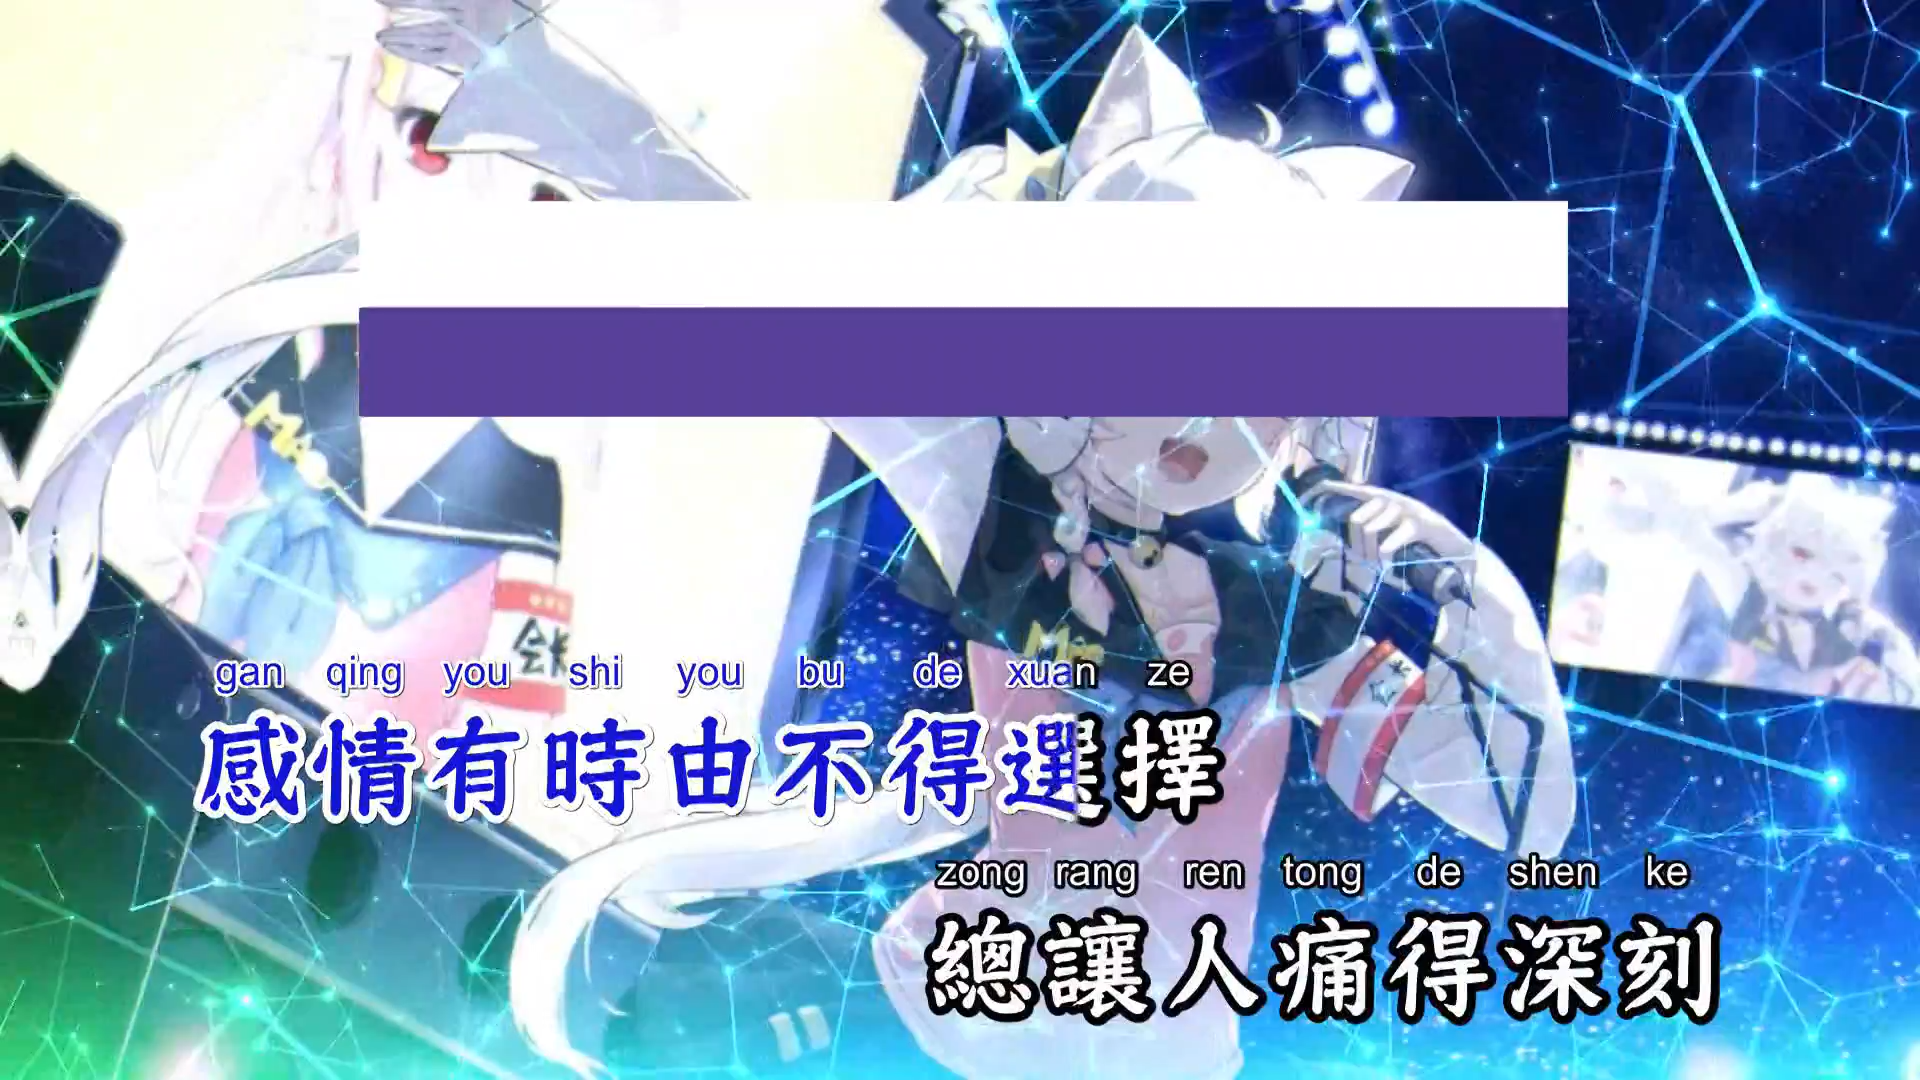 gan qing you shi you bu de xuan ze
感情有時由不得選擇
zong rang ren tong de shen ke
總讓人痛得深刻